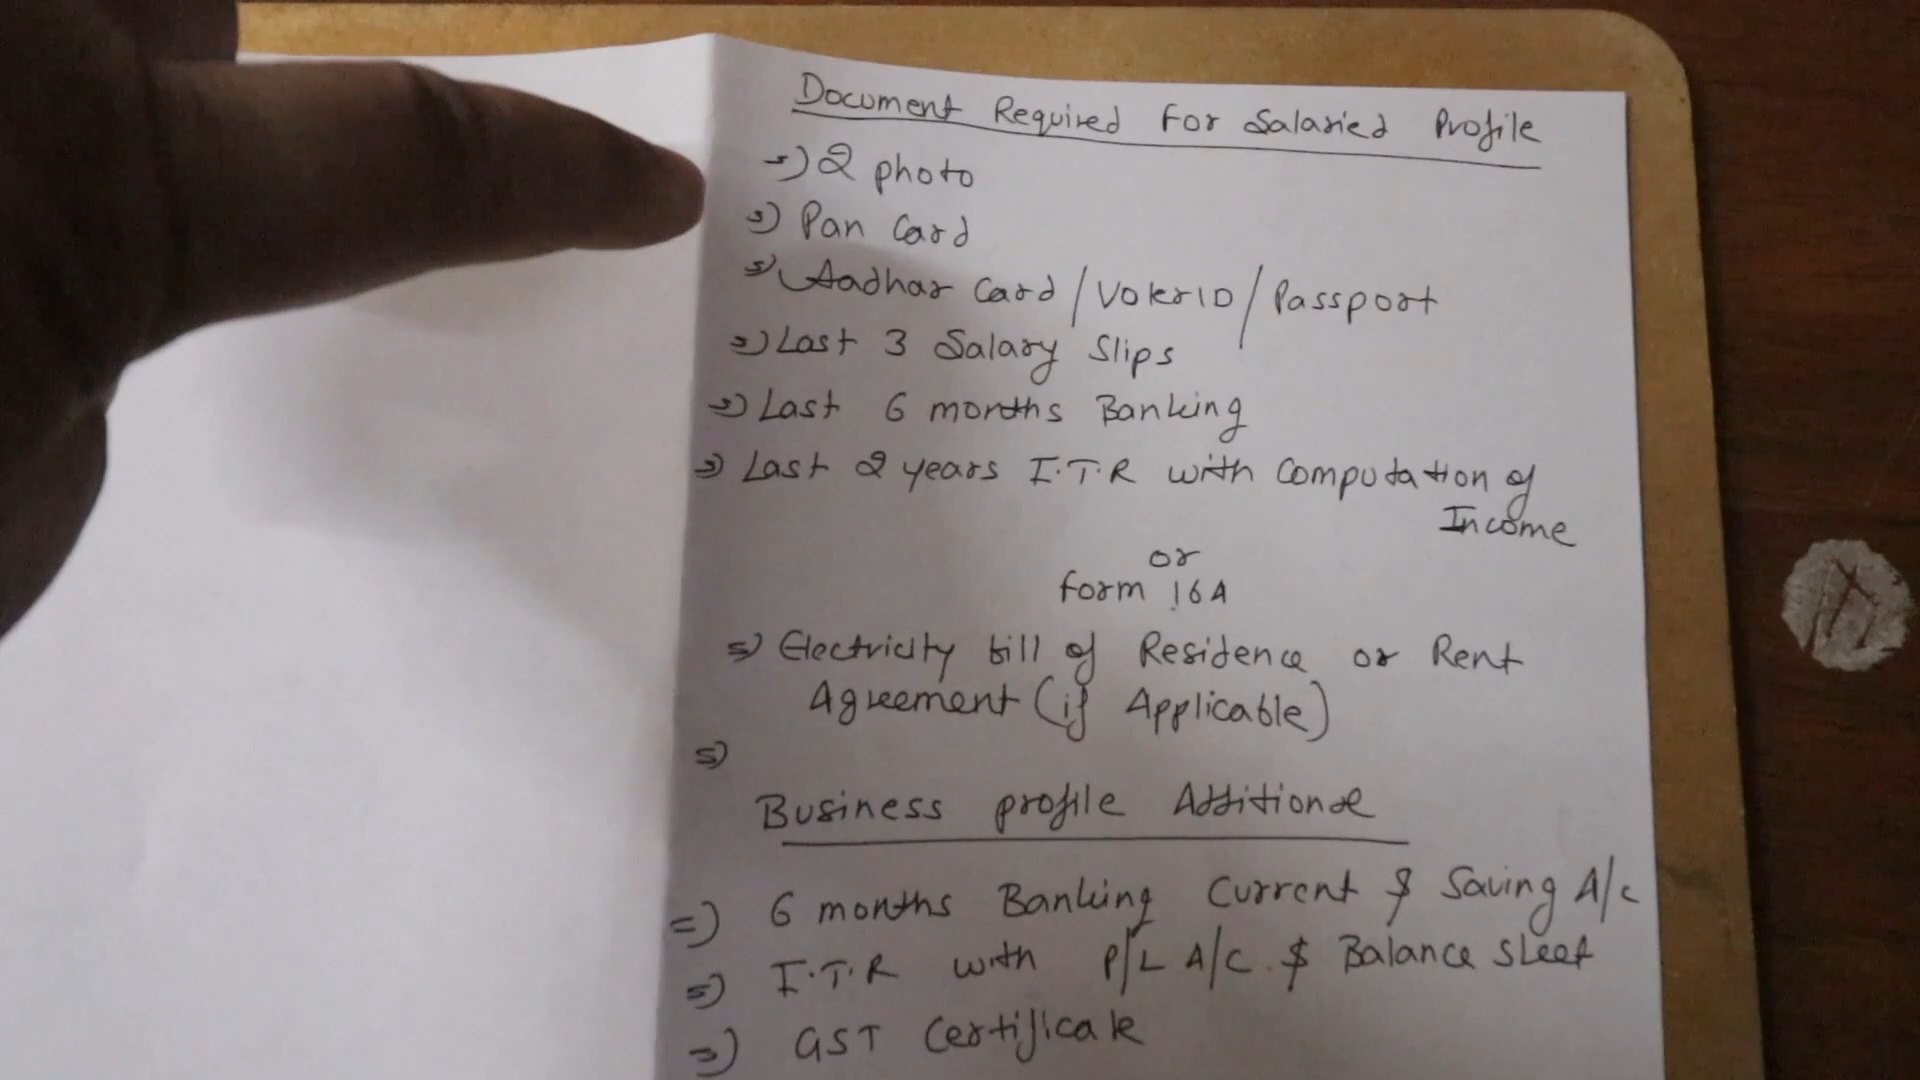 Document Required For Salaried Profile
=) 2 photo
=) Pan Card
=) Aadhar Card / Voter ID / Passport
=) Last 3 Salary Slips
=) Last 6 months Banking
=) Last 2 years I.T.R with Computation of
Income
or
form 16A
=) Electricity bill of Residence or Rent
Agreement (if Applicable)
=)
Business profile Additional
=) 6 months Banking Current & Saving A/c
=) I.T.R with P/L A/C & Balance sheet
=) GST Certificate